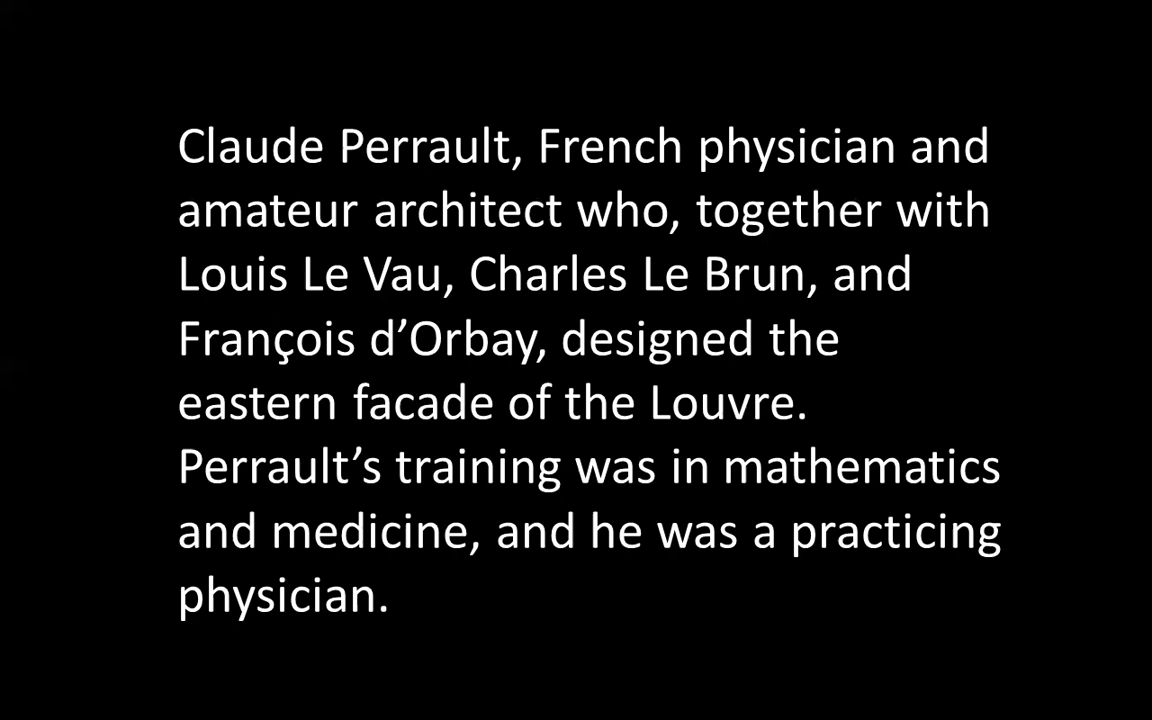 Claude Perrault, French physician and
amateur architect who, together with
Louis Le Vau, Charles Le Brun, and
François d’Orbay, designed the
eastern facade of the Louvre.
Perrault’s training was in mathematics
and medicine, and he was a practicing
physician.